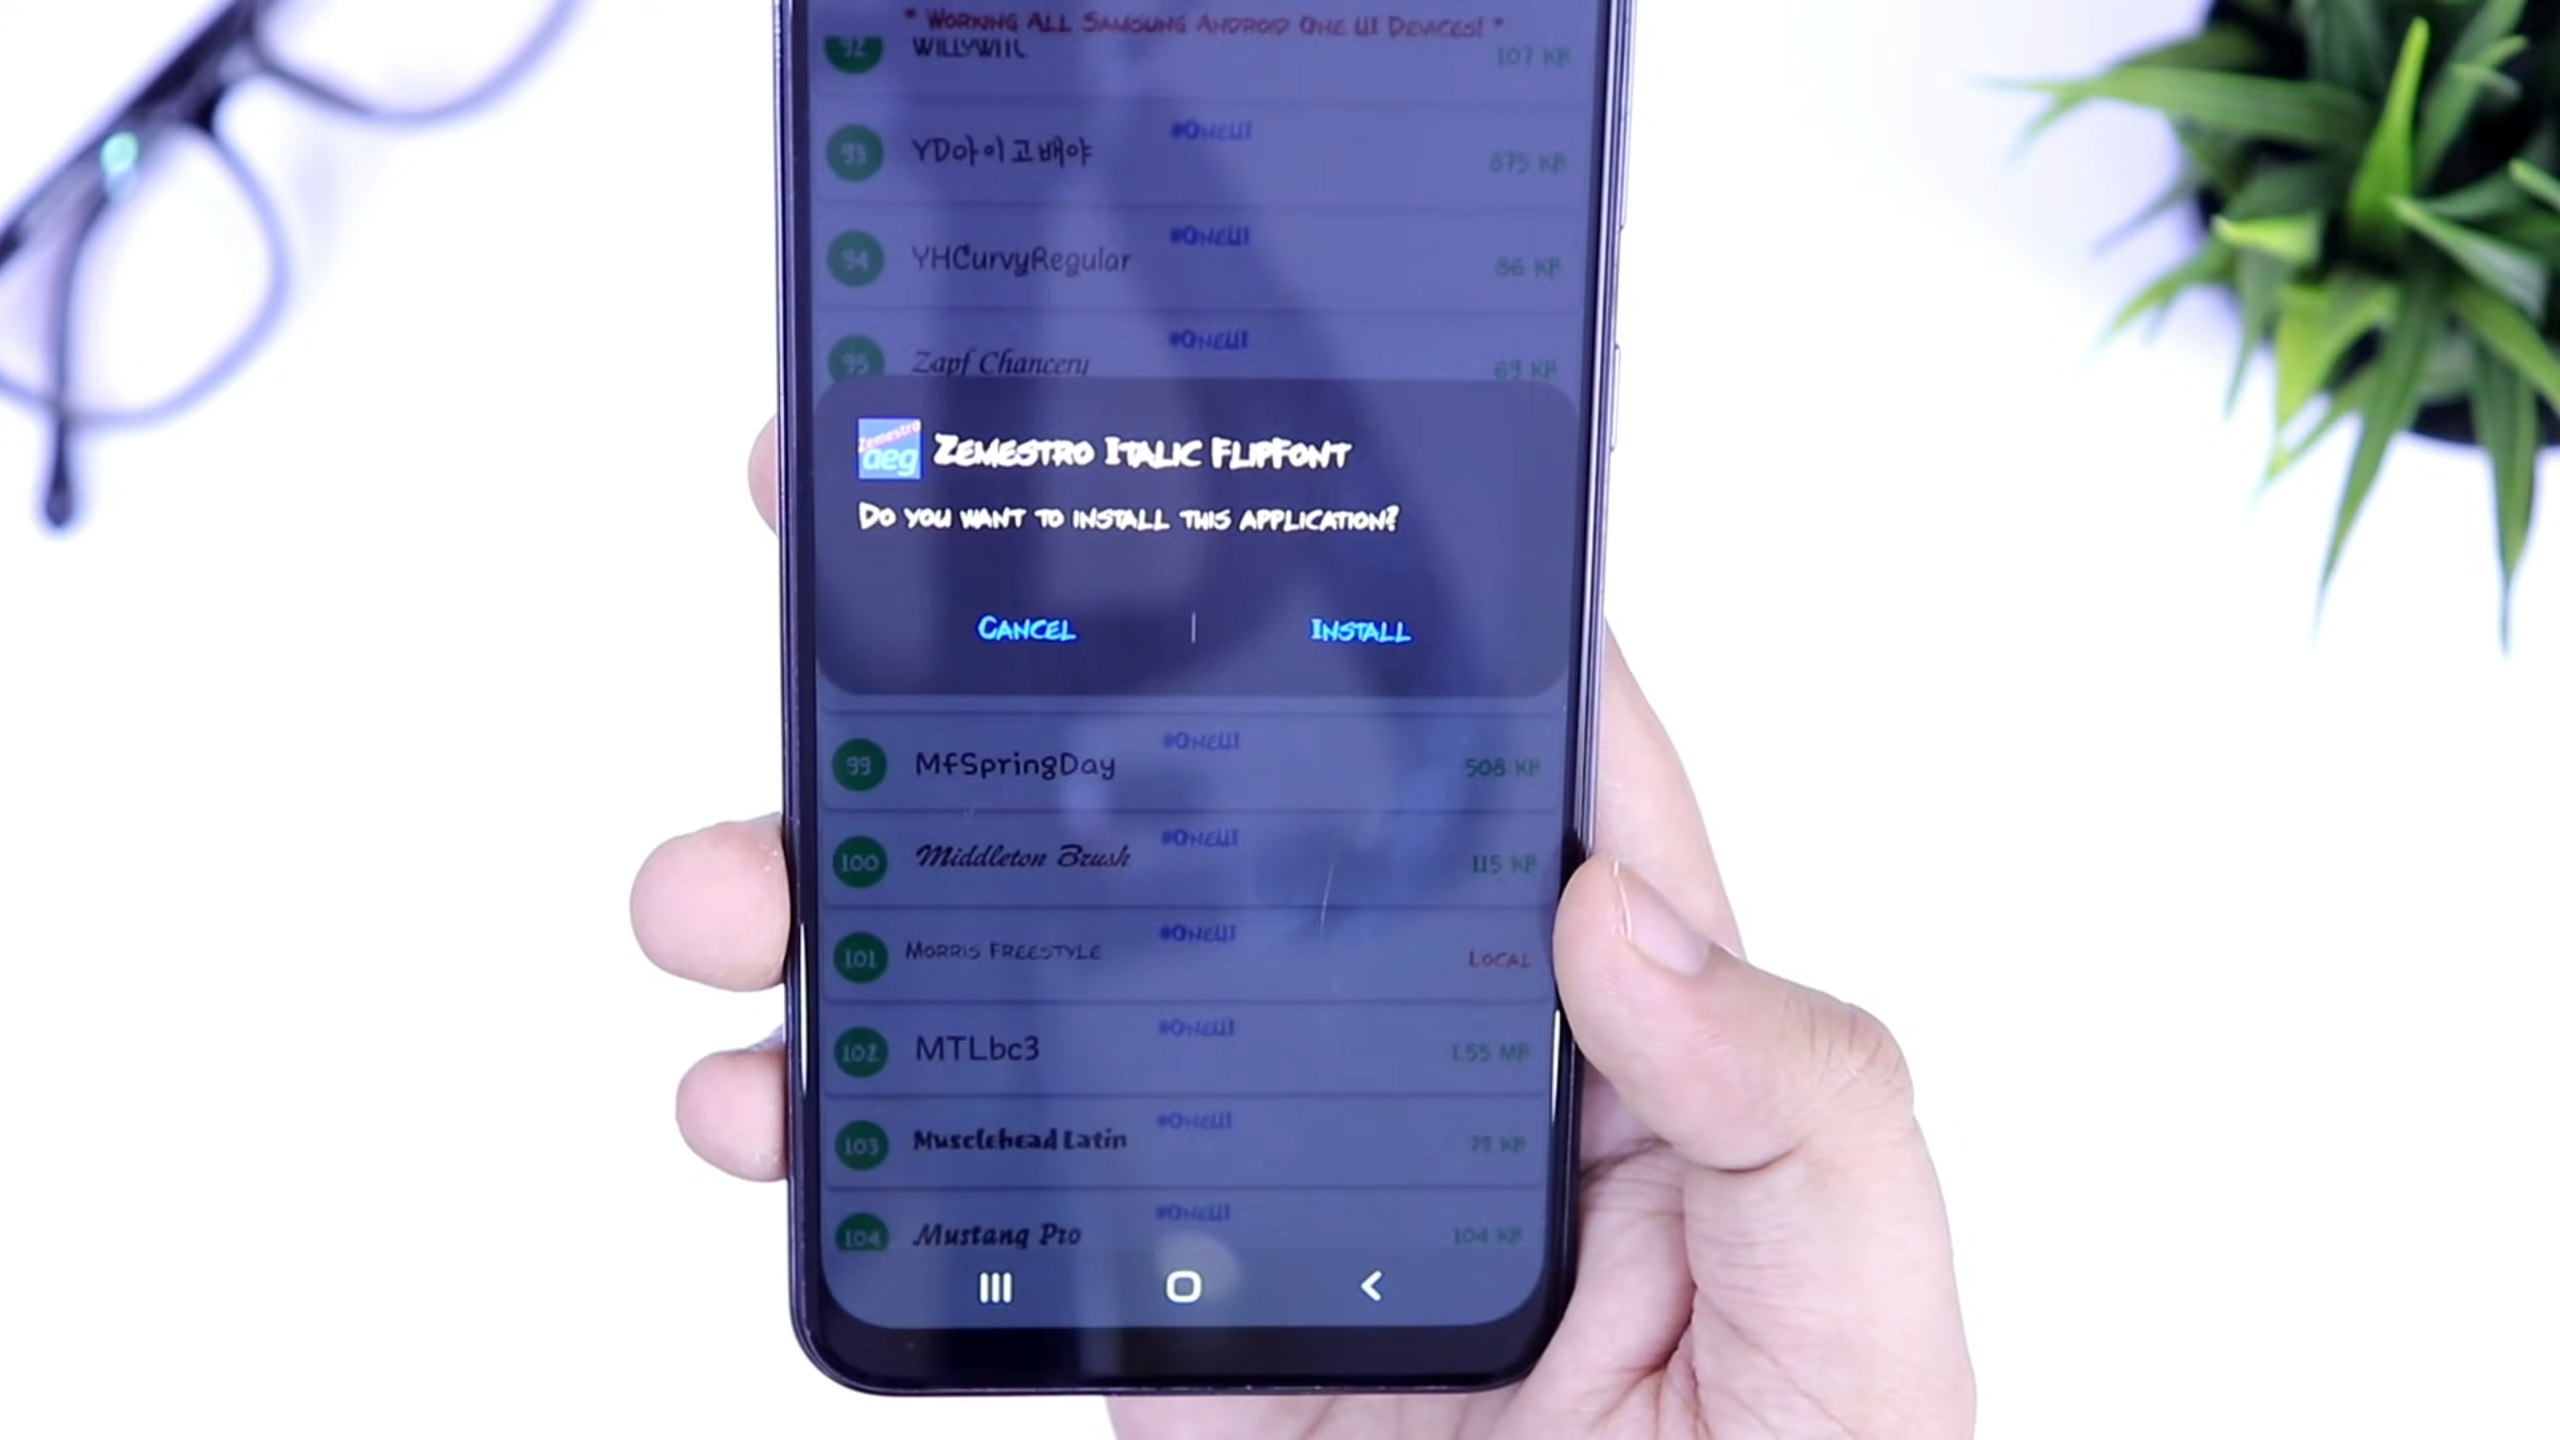 * Working All Samsung Android One UI Devices! *
92
107 KB
#OneUI
93 YD아이고배야 875 KB
#OneUI
94 YHCurvyRegular 86 KB
#OneUI
95 Zapf Chancery 69 KB
Zemestro
aeg
Zemestro Italic FlipFont
Do you want to install this application?
Cancel | Install
#OneUI
99 MfSpringDay 508 KB
#OneUI
100 Middleton Brush 115 KB
#OneUI
101 Morris Freestyle Local
#OneUI
102 MTLbc3 1.55 MB
#OneUI
103 Musclehead Latin 79 KB
#OneUI
104 Mustang Pro 104 KB